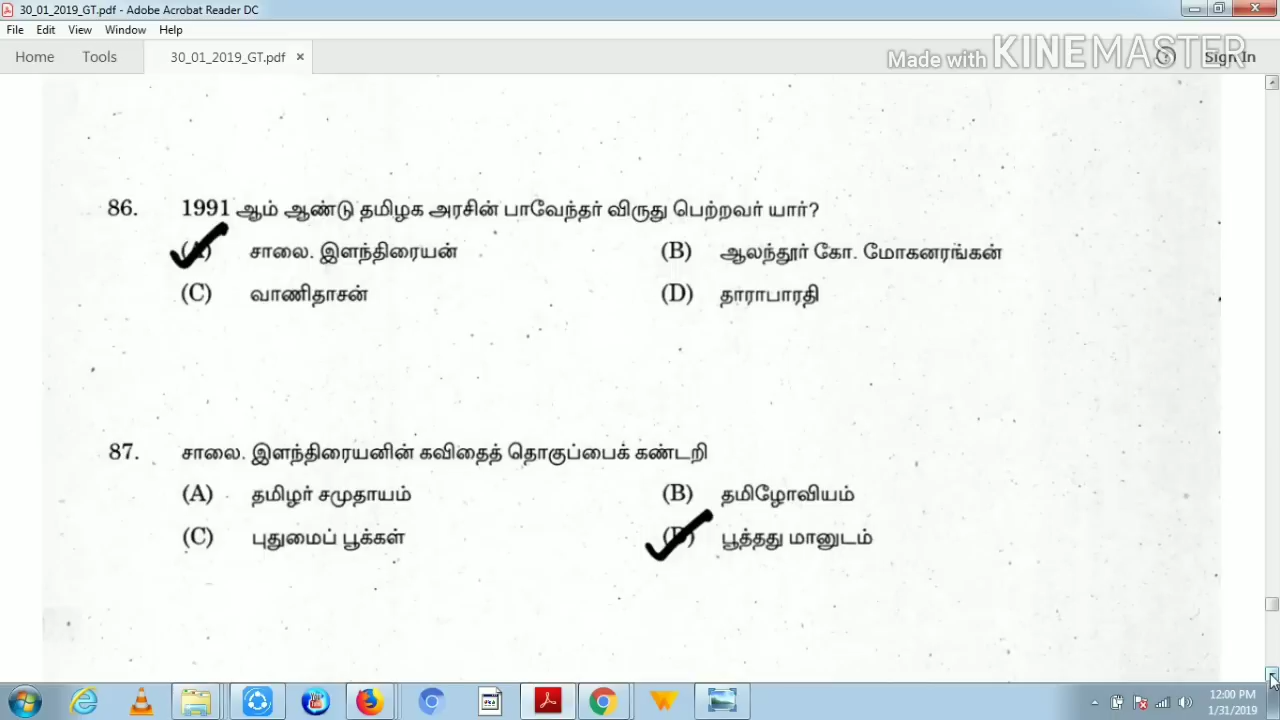 30_01_2019_GT.pdf - Adobe Acrobat Reader DC
File Edit View Window Help
Home Tools 30_01_2019_GT.pdf × Sign In
Made with KINEMASTER
86. 1991 ஆம் ஆண்டு தமிழக அரசின் பாவேந்தர் விருது பெற்றவர் யார்?
(A) சாலை. இளந்திரையன் (B) ஆலந்தூர் கோ. மோகனரங்கன்
(C) வாணிதாசன் (D) தாராபாரதி
87. சாலை. இளந்திரையனின் கவிதைத் தொகுப்பைக் கண்டறி
(A) தமிழர் சமுதாயம் (B) தமிழோவியம்
(C) புதுமைப் பூக்கள் (D) பூத்தது மானுடம்
12:00 PM
1/31/2019